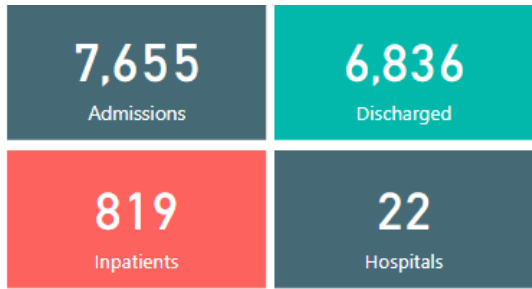 7,655
Admissions
6,836
Discharged
819
Inpatients
22
Hospitals